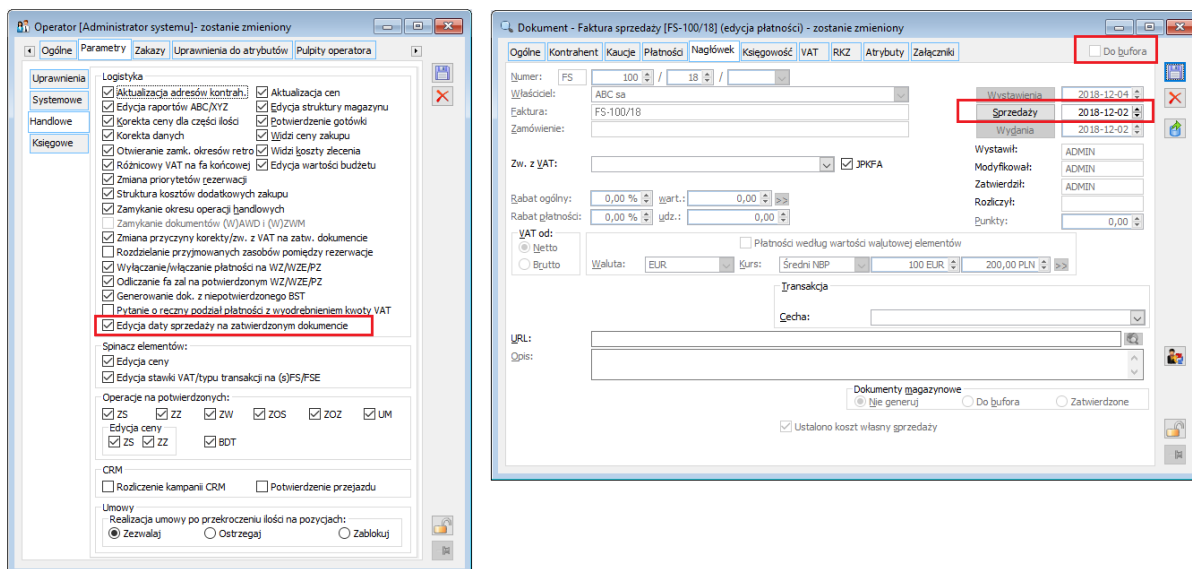 Operator [Administrator systemu]- zostanie zmieniony
Ogólne Parametry Zakazy Uprawnienia do atrybutów Pulpity operatora
Uprawnienia
Systemowe
Handlowe
Księgowe
Logistyka
Aktualizacja adresów kontrah. Aktualizacja cen
Edycja raportów ABC/XYZ Edycja struktury magazynu
Korekta ceny dla części ilości Potwierdzenie gotówki
Korekta danych Widzi ceny zakupu
Otwieranie zamk. okresów retro Widzi koszty zlecenia
Różnicowy VAT na fa końcowej Edycja wartości budżetu
Zmiana priorytetów rezerwacji
Struktura kosztów dodatkowych zakupu
Zamykanie okresu operacji handlowych
Zamykanie dokumentów (W)AWD i (W)ZWM
Zmiana przyczyny korekty/zw. z VAT na zatw. dokumencie
Rozdzielanie przyjmowanych zasobów pomiędzy rezerwacje
Wyłączanie/włączanie płatności na WZ/WZE/PZ
Odliczanie fa zal na potwierdzonym WZ/WZE/PZ
Generowanie dok. z niepotwierdzonego BST
Pytanie o ręczny podział płatności z wyodrębnieniem kwoty VAT
Edycja daty sprzedaży na zatwierdzonym dokumencie
Spinacz elementów:
Edycja ceny
Edycja stawki VAT/typu transakcji na (s)FS/FSE
Operacje na potwierdzonych:
ZS ZZ ZW ZOS ZOZ UM
Edycja ceny
ZS ZZ BDT
CRM
Rozliczenie kampanii CRM Potwierdzenie przejazdu
Umowy
Realizacja umowy po przekroczeniu ilości na pozycjach:
Zezwalaj Ostrzegaj Zablokuj
Dokument - Faktura sprzedaży [FS-100/18] (edycja płatności) - zostanie zmieniony
Ogólne Kontrahent Kaucje Płatności Nagłówek Księgowość VAT RKZ Atrybuty Załączniki Do bufora
Numer: FS 100 / 18 /
Właściciel: ABC sa Wystawienia 2018-12-04
Faktura: FS-100/18 Sprzedaży 2018-12-02
Zamówienie: Wydania 2018-12-02
Wystawił: ADMIN
Zw. z VAT: JPKFA Modyfikował: ADMIN
Zatwierdził: ADMIN
Rabat ogólny: 0,00 % wart.: 0,00 >> Rozliczył:
Rabat płatności: 0,00 % udz.: 0,00 Punkty: 0,00
VAT od:
Netto
Brutto
Płatności według wartości walutowej elementów
Waluta: EUR Kurs: Średni NBP 100 EUR 200,00 PLN >>
Transakcja
Cecha:
URL:
Opis:
Dokumenty magazynowe
Nie generuj Do bufora Zatwierdzone
Ustalono koszt własny sprzedaży